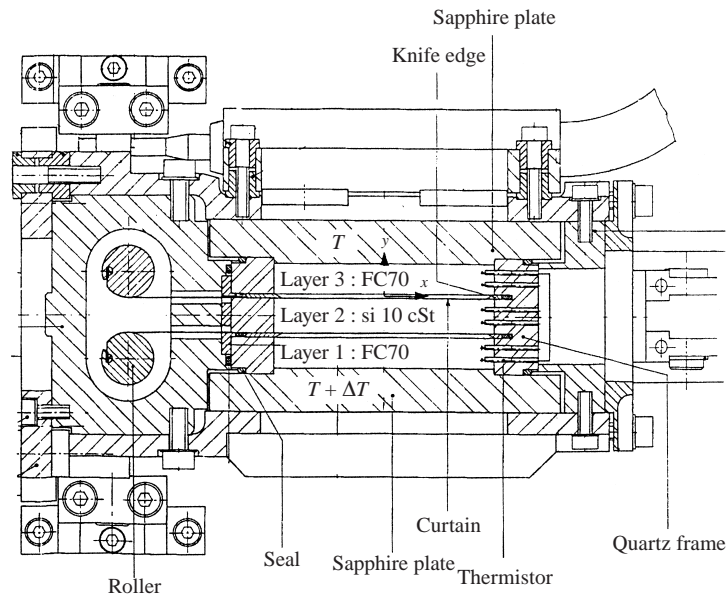 Sapphire plate
Knife edge
T
y
Layer 3 : FC70
x
Layer 2 : si 10 cSt
Layer 1 : FC70
T + ΔT
Curtain
Seal
Sapphire plate
Quartz frame
Roller
Thermistor